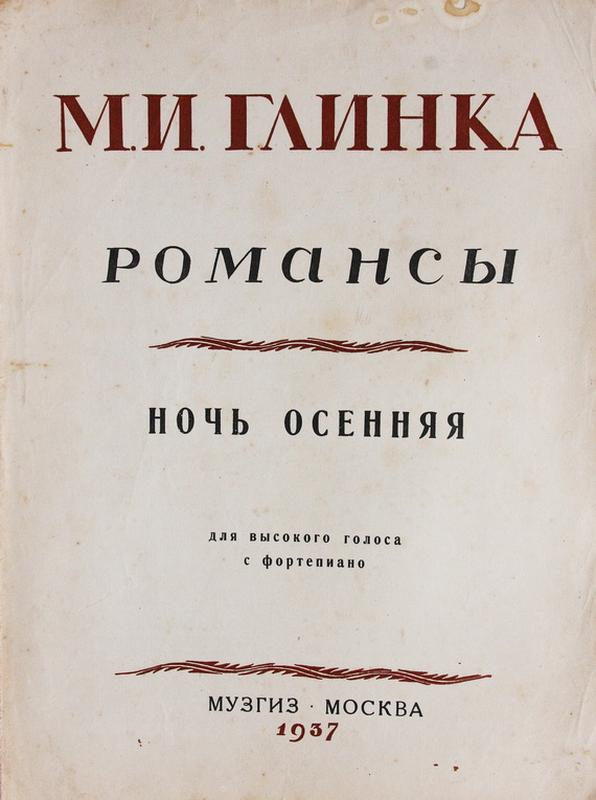 М.И. ГЛИНКА
РОМАНСЫ
НОЧЬ ОСЕННЯЯ
для высокого голоса
с фортепиано
МУЗГИЗ · МОСКВА
1937